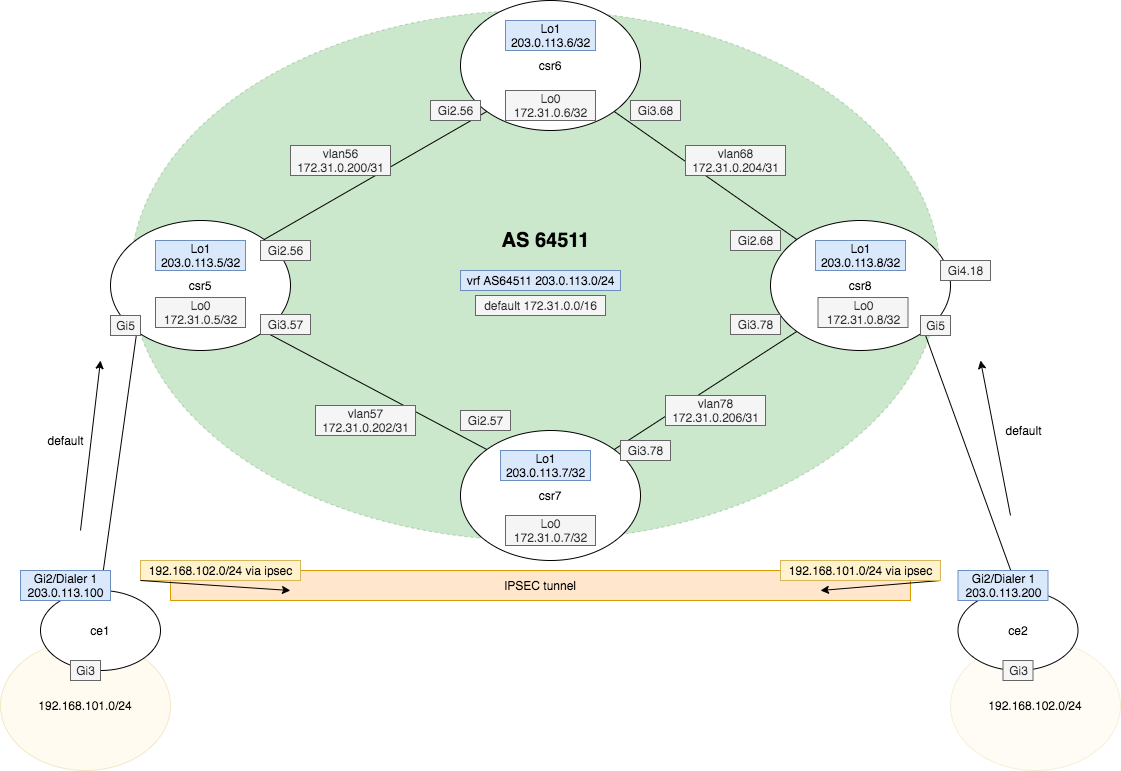 Lo1
203.0.113.6/32
csr6
Lo0
172.31.0.6/32
Gi2.56
Gi3.68
vlan56
172.31.0.200/31
vlan68
172.31.0.204/31
AS 64511
vrf AS64511 203.0.113.0/24
default 172.31.0.0/16
Lo1
203.0.113.5/32
csr5
Lo0
172.31.0.5/32
Gi2.56
Gi5
Gi3.57
Gi2.68
Lo1
203.0.113.8/32
csr8
Lo0
172.31.0.8/32
Gi4.18
Gi3.78
Gi5
vlan57
172.31.0.202/31
Gi2.57
vlan78
172.31.0.206/31
Gi3.78
Lo1
203.0.113.7/32
csr7
Lo0
172.31.0.7/32
default
default
192.168.102.0/24 via ipsec
IPSEC tunnel
192.168.101.0/24 via ipsec
Gi2/Dialer 1
203.0.113.100
ce1
Gi3
192.168.101.0/24
Gi2/Dialer 1
203.0.113.200
ce2
Gi3
192.168.102.0/24